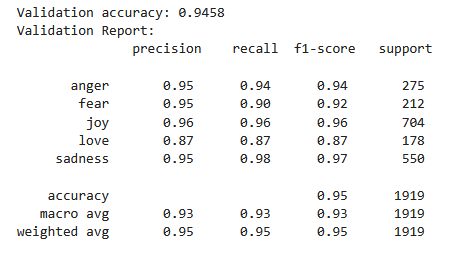 Validation accuracy: 0.9458
Validation Report:
precision recall f1-score support
anger 0.95 0.94 0.94 275
fear 0.95 0.90 0.92 212
joy 0.96 0.96 0.96 704
love 0.87 0.87 0.87 178
sadness 0.95 0.98 0.97 550
accuracy 0.95 1919
macro avg 0.93 0.93 0.93 1919
weighted avg 0.95 0.95 0.95 1919